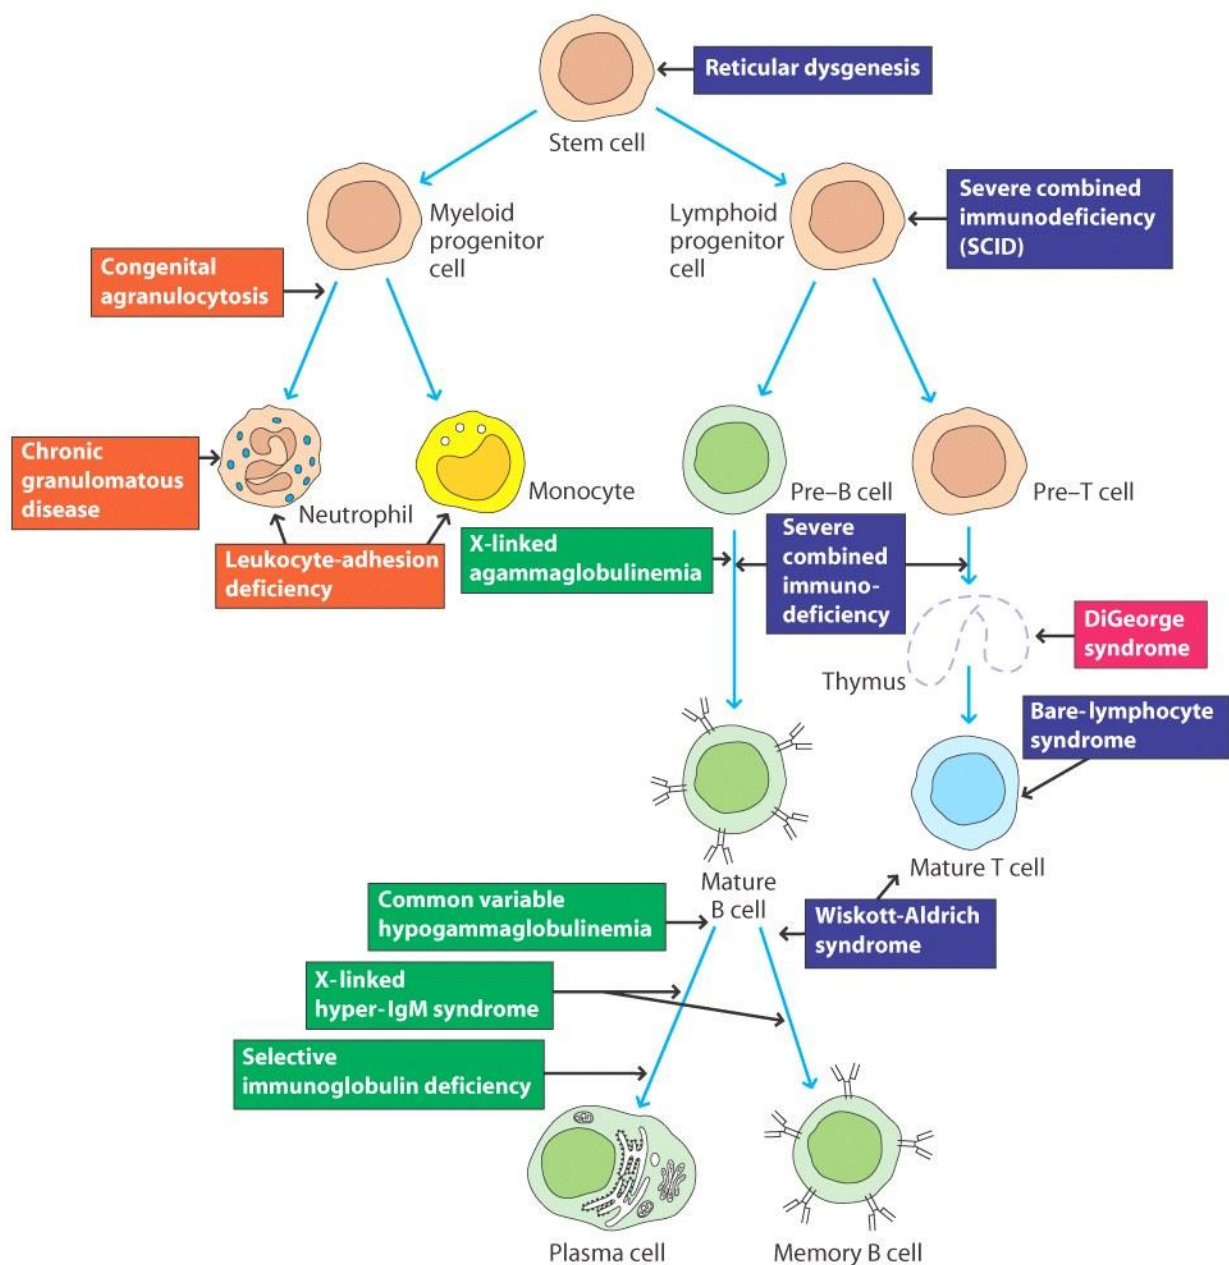 Reticular dysgenesis
Stem cell
Myeloid
progenitor
cell
Lymphoid
progenitor
cell
Severe combined
immunodeficiency
(SCID)
Congenital
agranulocytosis
Chronic
granulomatous
disease
Neutrophil
Monocyte
Leukocyte-adhesion
deficiency
Pre–B cell
Pre–T cell
X-linked
agammaglobulinemia
Severe
combined
immuno-
deficiency
DiGeorge
syndrome
Thymus
Bare-lymphocyte
syndrome
Mature T cell
Mature
B cell
Common variable
hypogammaglobulinemia
Wiskott-Aldrich
syndrome
X-linked
hyper-IgM syndrome
Selective
immunoglobulin deficiency
Plasma cell
Memory B cell